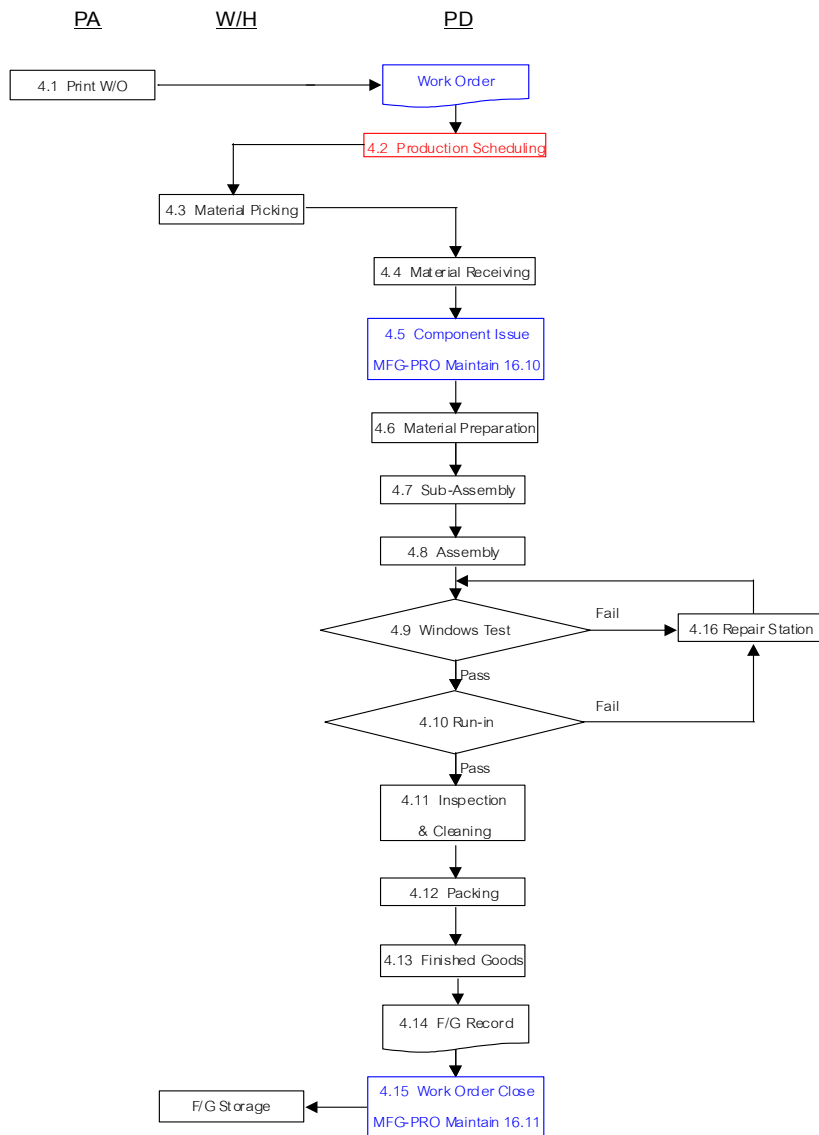 PA
W/H
PD
4.1 Print W/O
Work Order
4.2 Production Scheduling
4.3 Material Picking
4.4 Material Receiving
4.5 Component Issue
MFG-PRO Maintain 16.10
4.6 Material Preparation
4.7 Sub-Assembly
4.8 Assembly
4.9 Windows Test
Fail
4.16 Repair Station
Pass
4.10 Run-in
Fail
Pass
4.11 Inspection
& Cleaning
4.12 Packing
4.13 Finished Goods
4.14 F/G Record
4.15 Work Order Close
MFG-PRO Maintain 16.11
F/G Storage